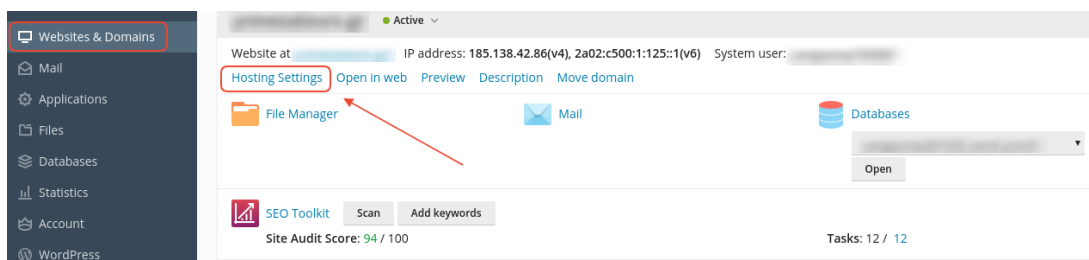 Websites & Domains
Mail
Applications
Files
Databases
Statistics
Account
WordPress
Active
Website at IP address: 185.138.42.86(v4), 2a02:c500:1:125::1(v6) System user:
Hosting Settings Open in web Preview Description Move domain
File Manager Mail Databases
Open
SEO Toolkit Scan Add keywords
Site Audit Score: 94 / 100 Tasks: 12 / 12